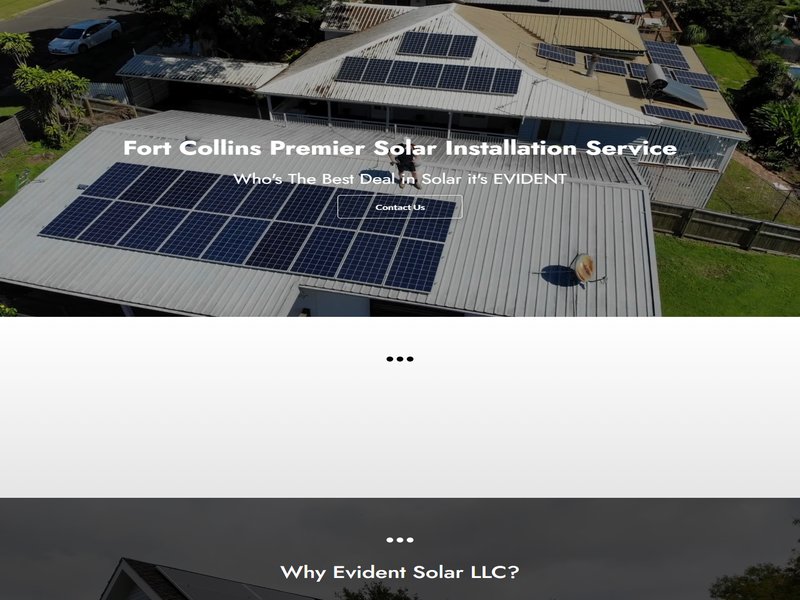 Fort Collins Premier Solar Installation Service
Who's The Best Deal in Solar it's EVIDENT
Contact Us
•••
•••
Why Evident Solar LLC?